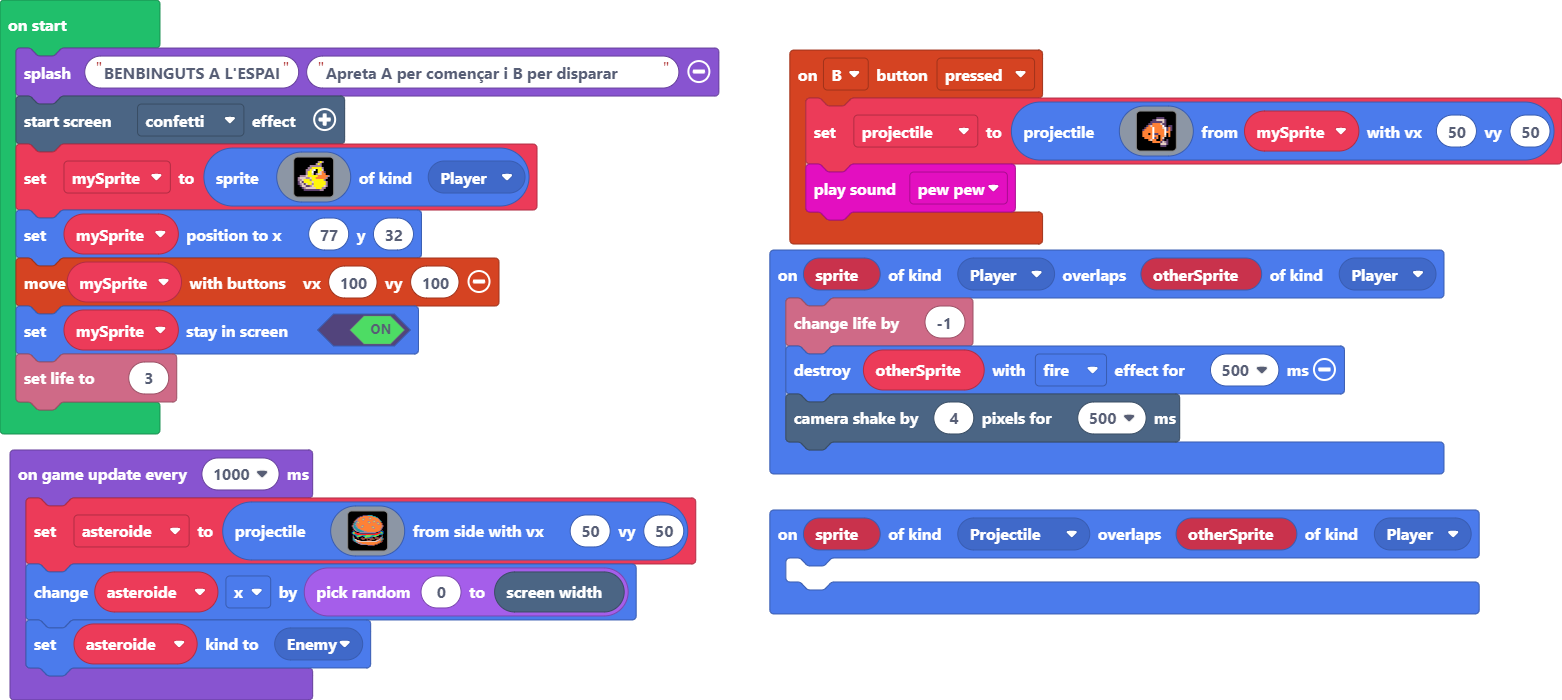 on start
splash "BENBINGUTS A L'ESPAI" "Apreta A per començar i B per disparar "
start screen confetti effect
set mySprite to sprite of kind Player
set mySprite position to x 77 y 32
move mySprite with buttons vx 100 vy 100
set mySprite stay in screen ON
set life to 3
on game update every 1000 ms
set asteroide to projectile from side with vx 50 vy 50
change asteroide x by pick random 0 to screen width
set asteroide kind to Enemy
on B button pressed
set projectile to projectile from mySprite with vx 50 vy 50
play sound pew pew
on sprite of kind Player overlaps otherSprite of kind Player
change life by -1
destroy otherSprite with fire effect for 500 ms
camera shake by 4 pixels for 500 ms
on sprite of kind Projectile overlaps otherSprite of kind Player